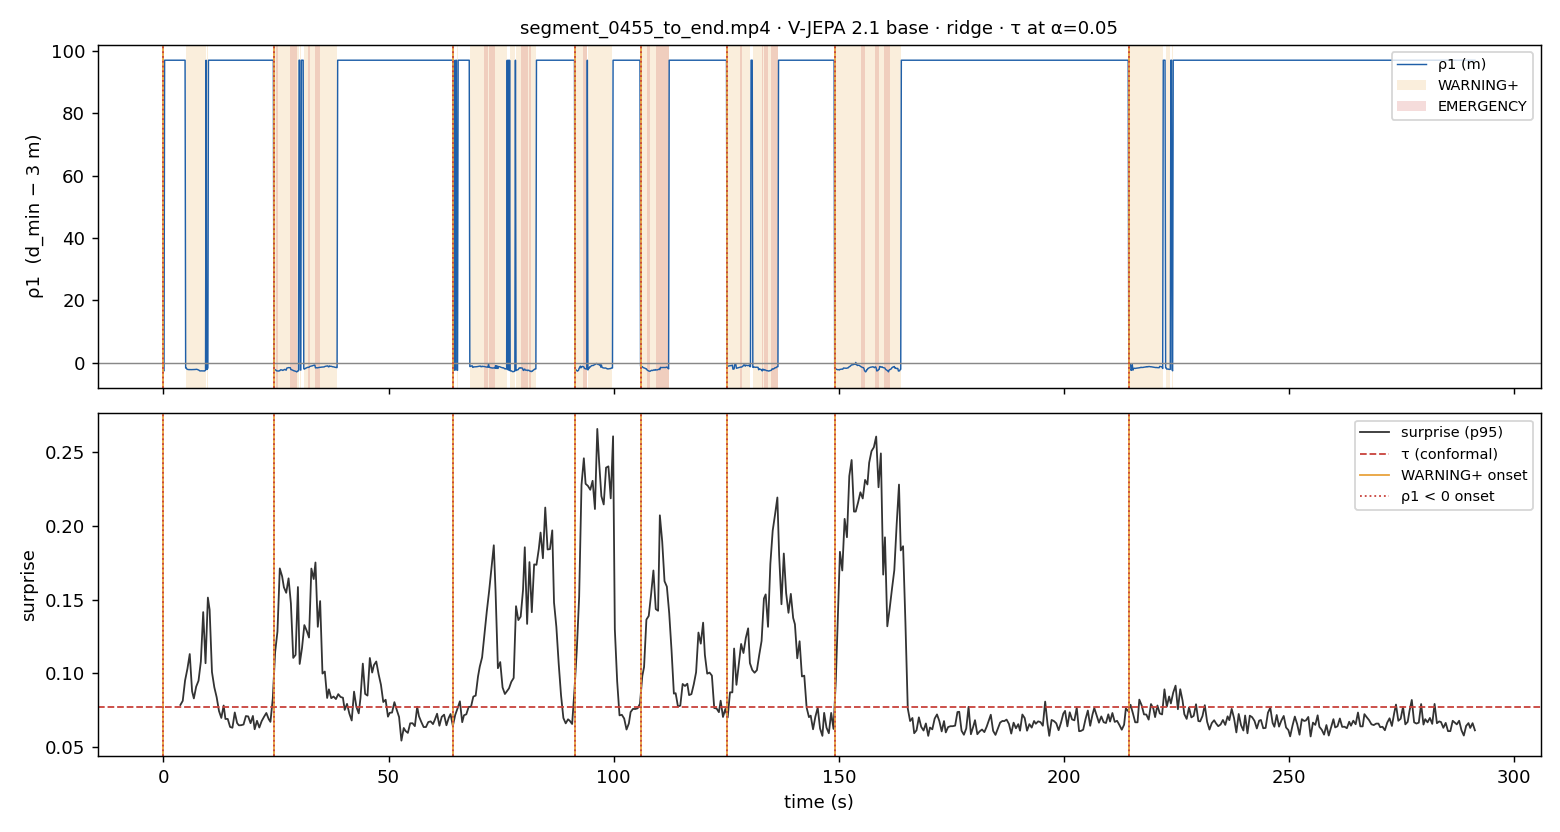 segment_0455_to_end.mp4 · V-JEPA 2.1 base · ridge · τ at α=0.05
100
80
60
40
20
0
ρ1 (d_min − 3 m)
ρ1 (m)
WARNING+
EMERGENCY
0.25
0.20
0.15
0.10
0.05
surprise
surprise (p95)
τ (conformal)
WARNING+ onset
ρ1 < 0 onset
0 50 100 150 200 250 300
time (s)